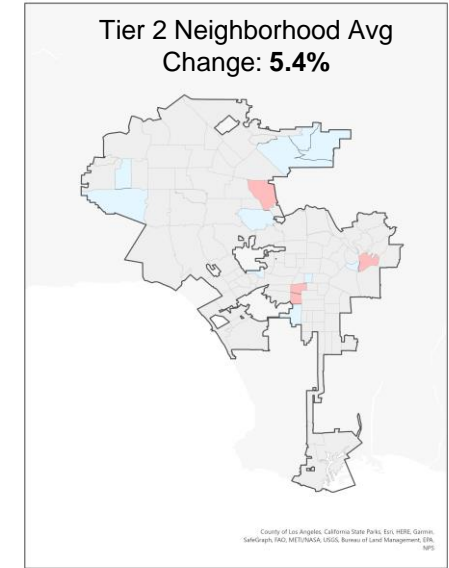 Tier 2 Neighborhood Avg
Change: 5.4%
County of Los Angeles, California State Parks, Esri, HERE, Garmin,
SafeGraph, FAO, METI/NASA, USGS, Bureau of Land Management, EPA,
NPS